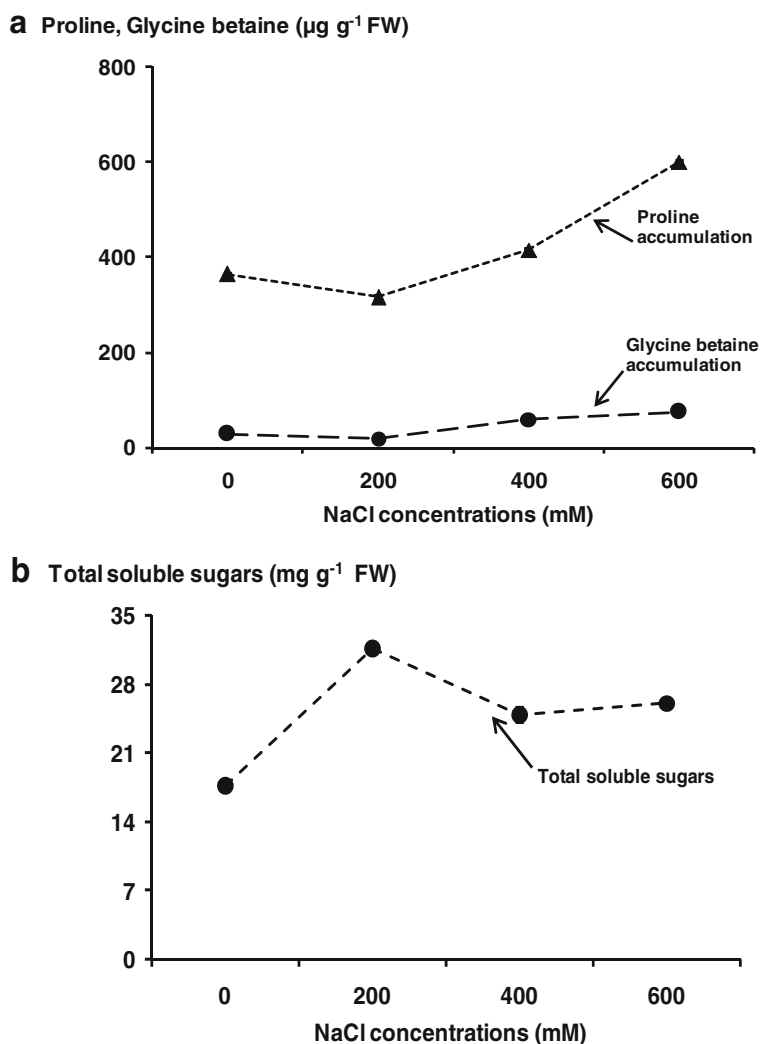 a Proline, Glycine betaine (µg g⁻¹ FW)
800
600
Proline
accumulation
400
Glycine betaine
accumulation
200
0
0 200 400 600
NaCl concentrations (mM)
b Total soluble sugars (mg g⁻¹ FW)
35
28
21
Total soluble sugars
14
7
0
0 200 400 600
NaCl concentrations (mM)